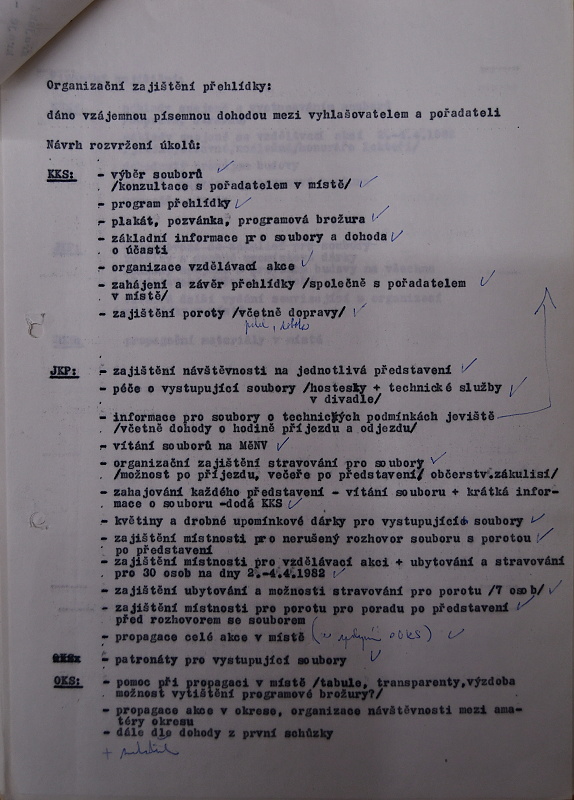 Organizační zajištění přehlídky:
dáno vzájemnou písemnou dohodou mezi vyhlašovatelem a pořadateli
Návrh rozvržení úkolů:
KKS: - výběr souborů
/konzultace s pořadatelem v místě/
- program přehlídky
- plakát, pozvánka, programová brožura
- základní informace pro soubory a dohoda
o účasti
- organizace vzdělávací akce
- zahájení a závěr přehlídky /společně s pořadatelem
v místě/
- zajištění poroty /včetně dopravy/
JKP: - zajištění návštěvnosti na jednotlivá představení
- péče o vystupující soubory /hostesky + technické služby
v divadle/
- informace pro soubory o technických podmínkách jeviště
/včetně dohody o hodině příjezdu a odjezdu/
- vítání souborů na MěNV
- organizační zajištění stravování pro soubory
/možnost po příjezdu, večeře po představení/ občerstv.zákulisí/
- zahajování každého představení - vítání souboru + krátká infor-
mace o souboru -dodá KKS
- květiny a drobné upomínkové dárky pro vystupující soubory
- zajištění místnosti pro nerušený rozhovor souboru s porotou
po představení
- zajištění místnosti pro vzdělávací akci + ubytování a stravování
pro 30 osob na dny 2.-4.4.1982
- zajištění ubytování a možnosti stravování pro porotu /7 osob/
- zajištění místnosti pro porotu pro poradu po představení
před rozhovorem se souborem
- propagace celé akce v místě
- patronáty pro vystupující soubory
OKS: - pomoc při propagaci v místě /tabule, transparenty,výzdoba
možnost vytištění programové brožury?/
- propagace akce v okrese, organizace návštěvnosti mezi ama-
téry okresu
- dále dle dohody z první schůzky